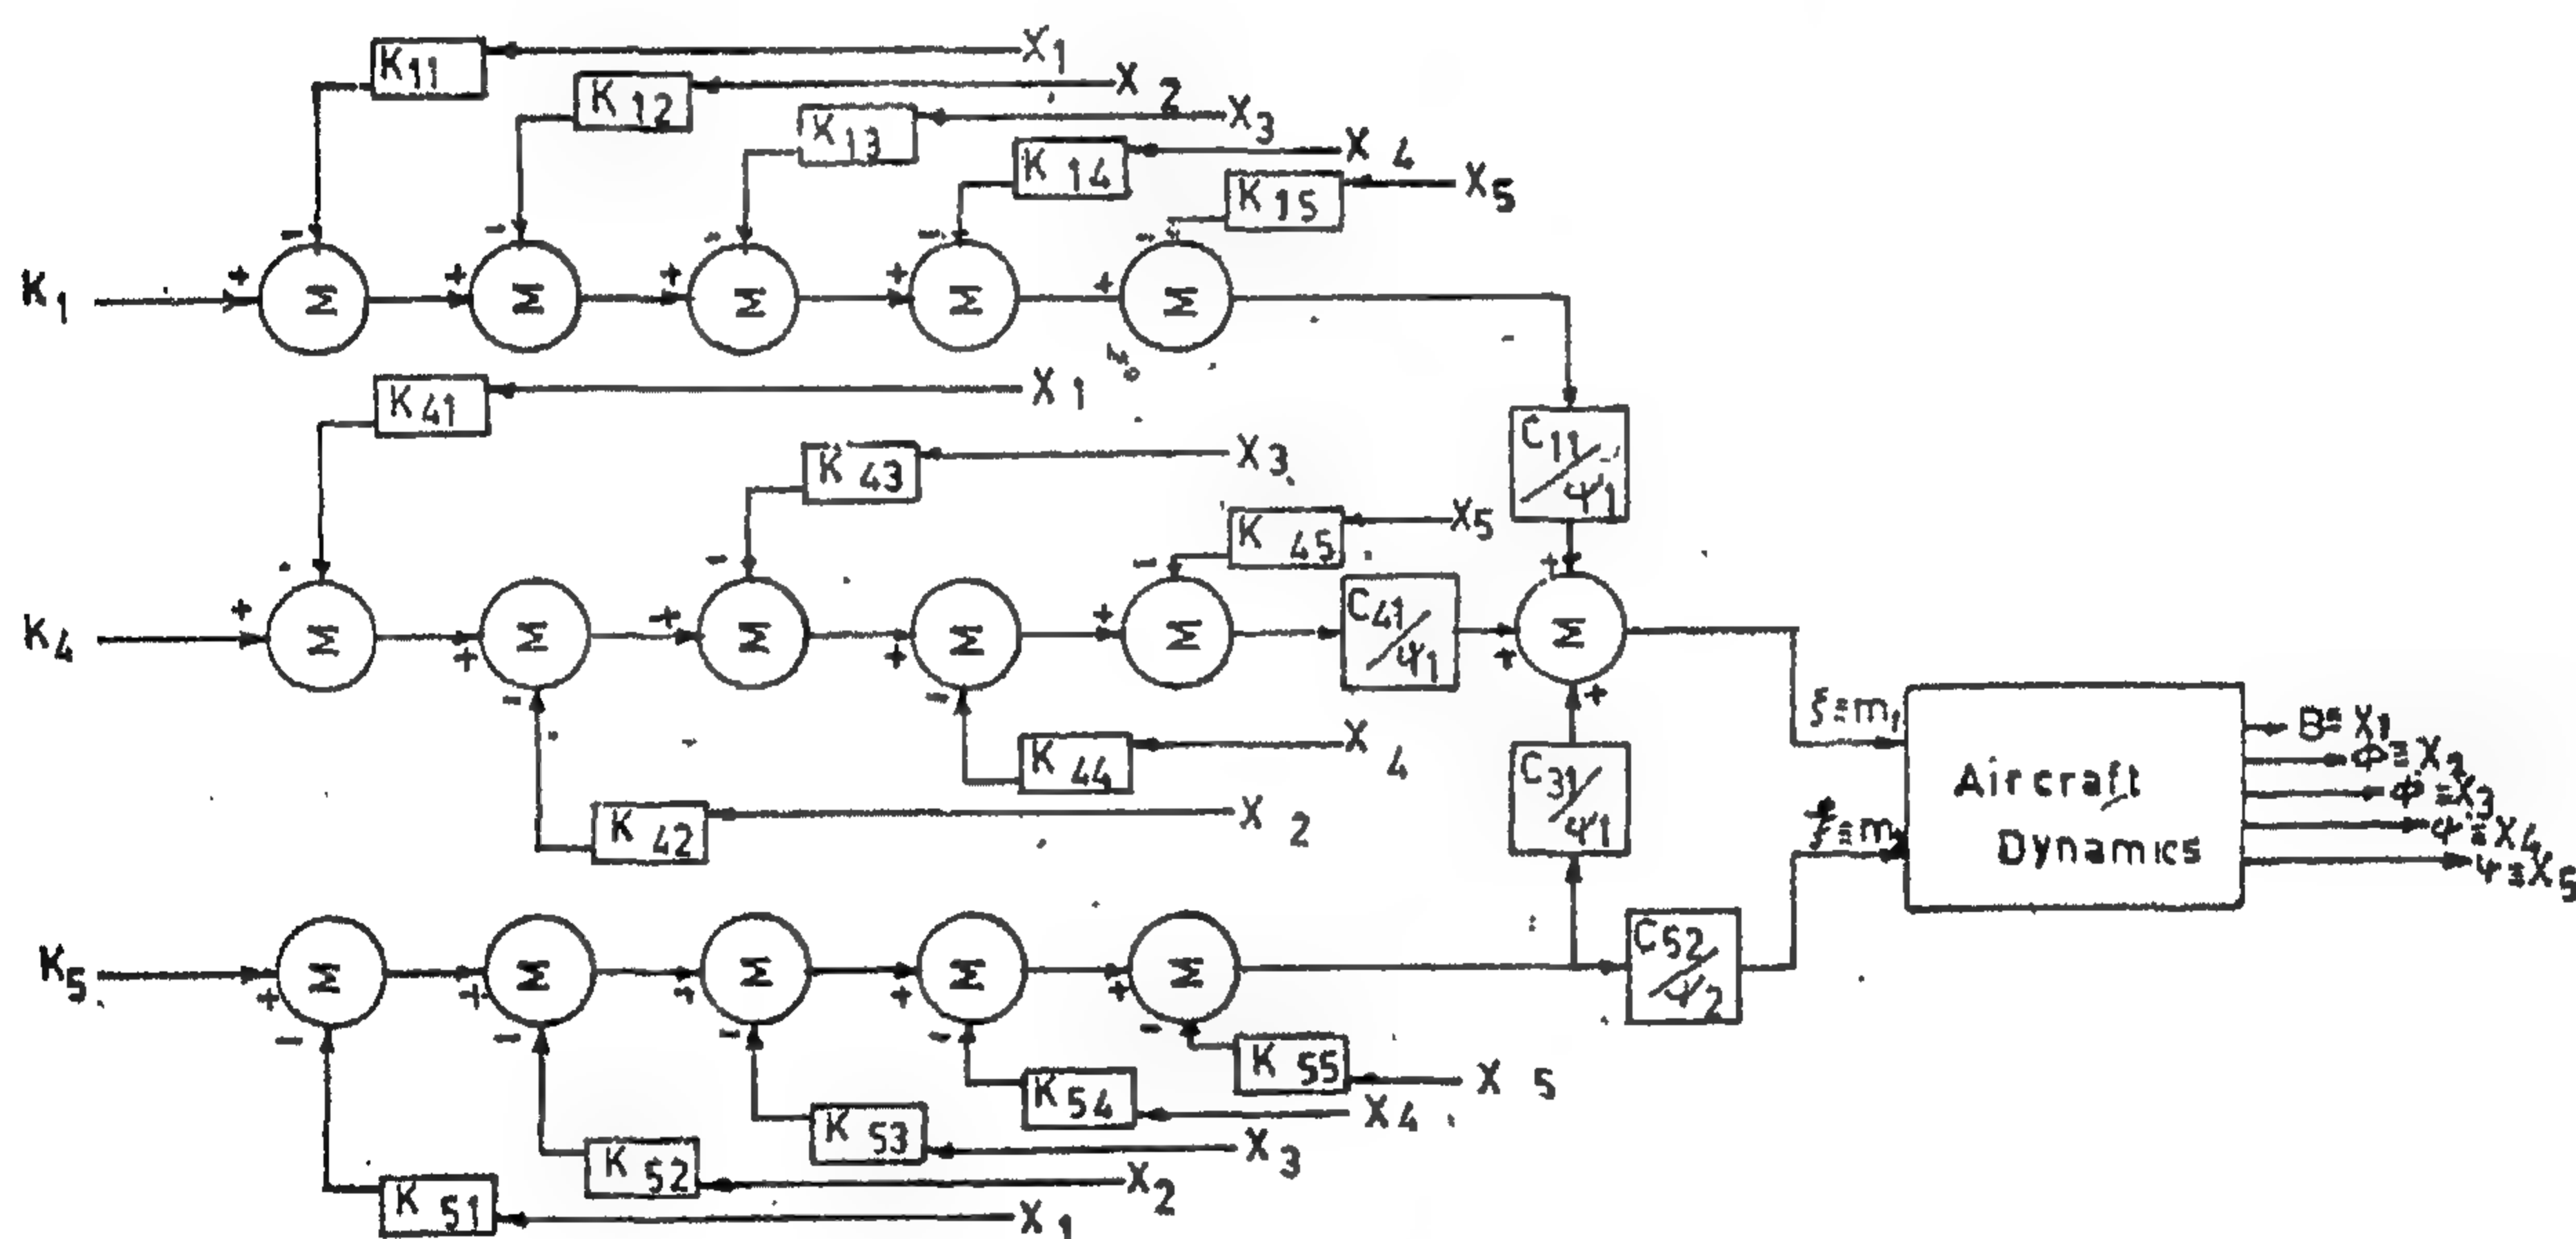 K11
X1
K12
X2
K13
X3
K14
X4
K15
X5
K1
+ − Σ
+ − Σ
+ − Σ
+ − Σ
+ − Σ
K41
X1
K43
X3
K45
X5
C11/Ψ1
K4
+ Σ
+ − Σ
+ − Σ
+ − Σ
+ − Σ
C41/Ψ1
+ + + Σ
K44
X4
K42
X2
C31/Ψ1
ξ≡m1
Aircraft
Dynamics
B≡X1
Φ≡X2
Φ̇≡X3
Ψ̇≡X4
Ψ≡X5
K5
+ − Σ
+ − Σ
+ − Σ
+ − Σ
+ − Σ
C52/Ψ2
K55
X5
K54
X4
K53
X3
K52
X2
K51
X1